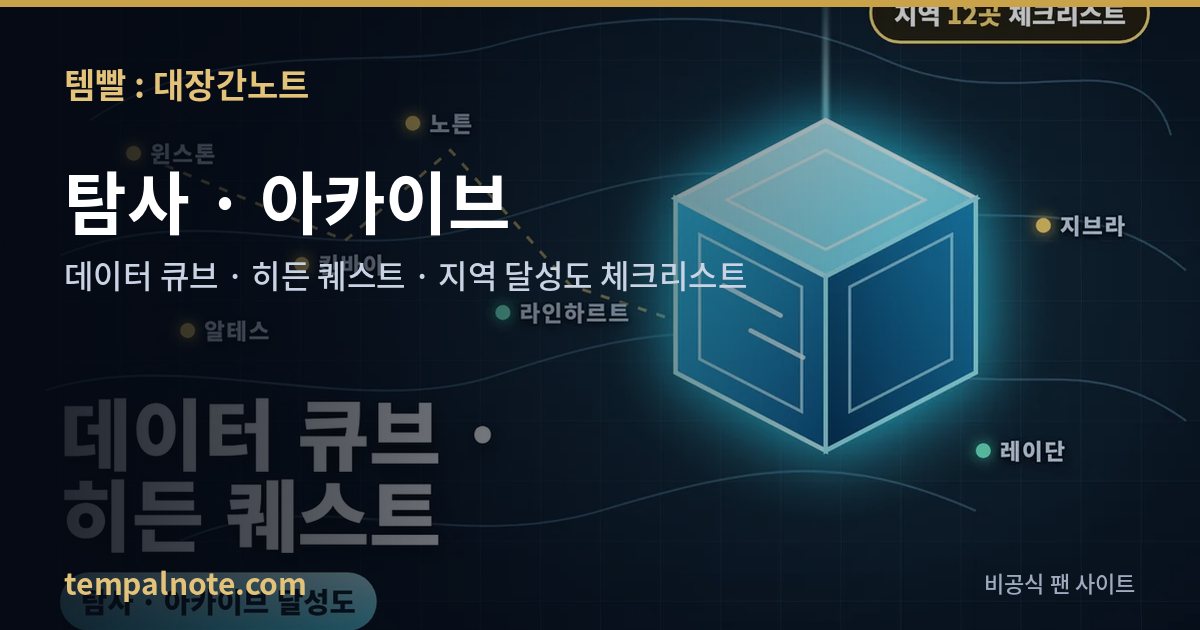 지역 12곳 체크리스트
템빨 : 대장간노트
노튼
윈스톤
탐사 · 아카이브
지브라
데이터 큐브 · 히든 퀘스트 · 지역 달성도 체크리스트
라인하르트
알테스
데이터 큐브 ·
히든 퀘스트
레이단
tempalnote.com
비공식 팬 사이트
탐사 · 아카이브 달성도